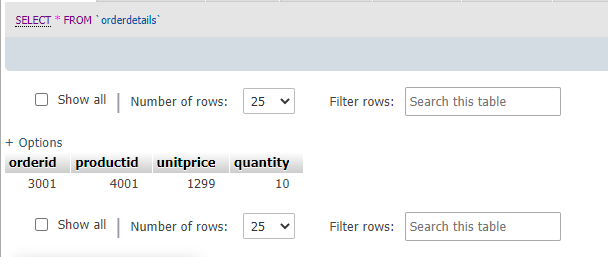 SELECT * FROM `orderdetails`
Show all Number of rows: 25 Filter rows: Search this table
+ Options
orderid productid unitprice quantity
3001 4001 1299 10
Show all Number of rows: 25 Filter rows: Search this table